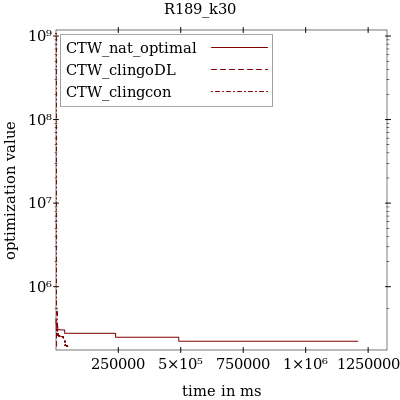 R189_k30
10⁹
CTW_nat_optimal
CTW_clingoDL
CTW_clingcon
10⁸
10⁷
10⁶
optimization value
250000 5×10⁵ 750000 1×10⁶ 1250000
time in ms